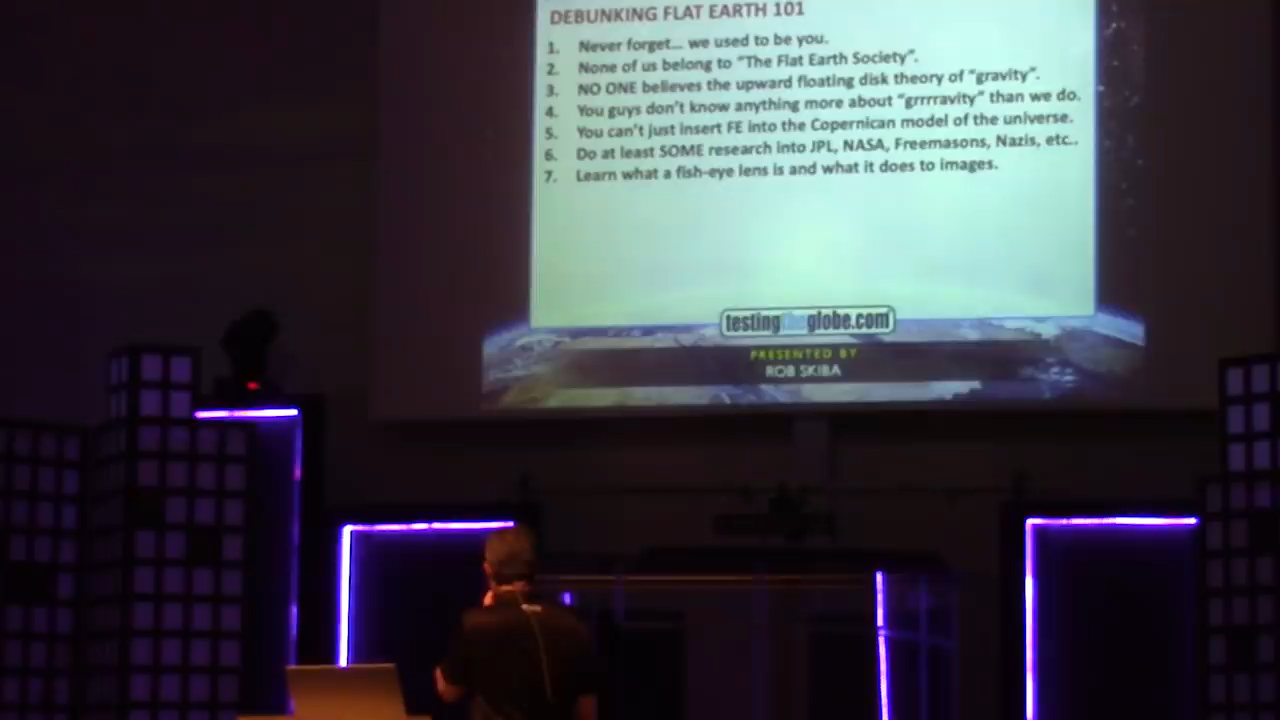 DEBUNKING FLAT EARTH 101
1. Never forget... we used to be you.
2. None of us belong to "The Flat Earth Society".
3. NO ONE believes the upward floating disk theory of "gravity".
4. You guys don't know anything more about "grrrravity" than we do.
5. You can't just insert FE into the Copernican model of the universe.
6. Do at least SOME research into JPL, NASA, Freemasons, Nazis, etc..
7. Learn what a fish-eye lens is and what it does to images.
testingtheglobe.com
PRESENTED BY
ROB SKIBA